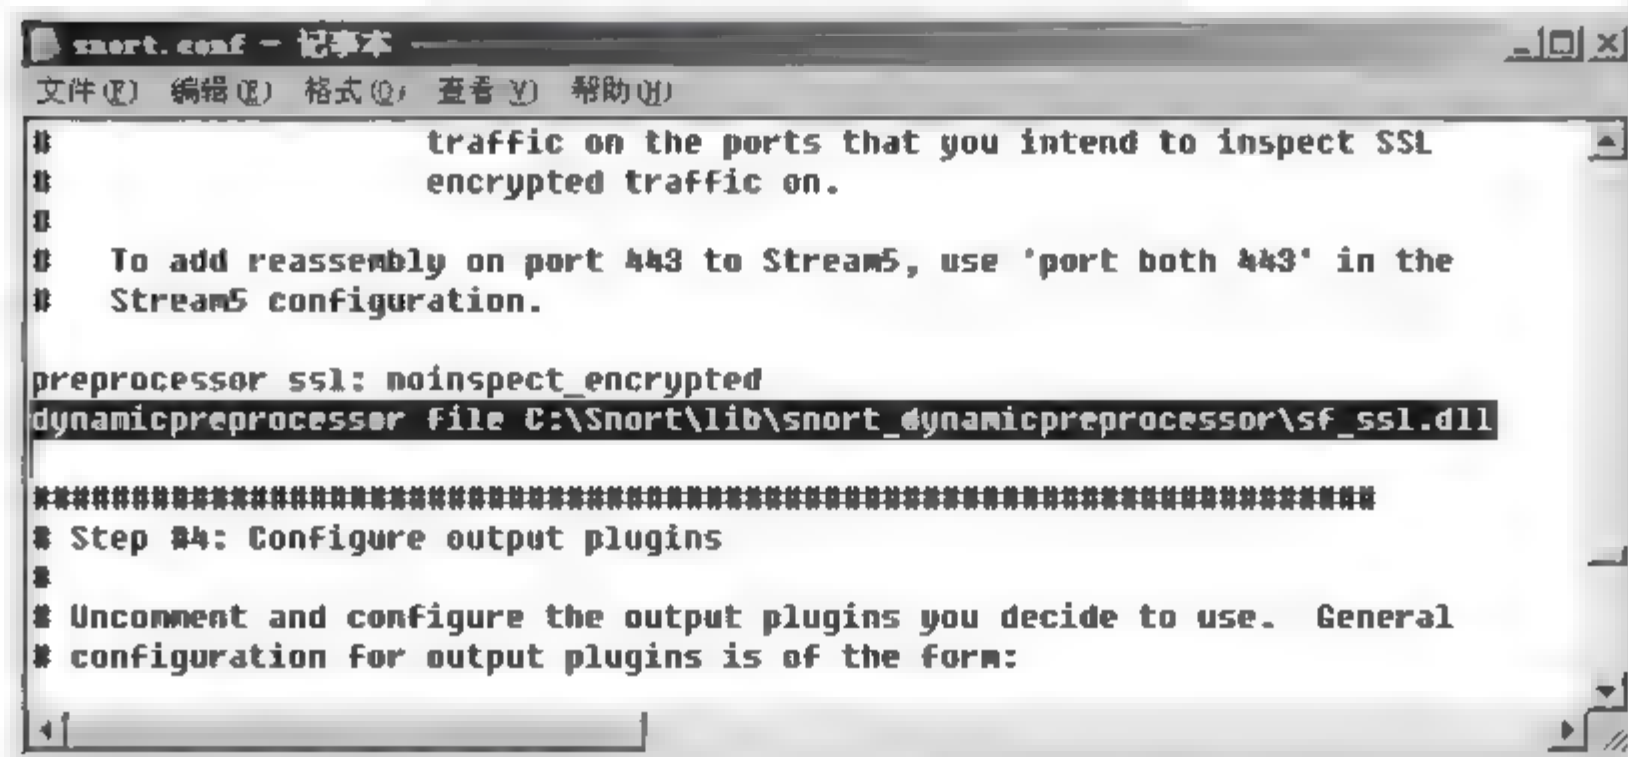 snort.conf - 记事本
文件(F) 编辑(E) 格式(O) 查看(V) 帮助(H)
# traffic on the ports that you intend to inspect SSL
# encrypted traffic on.
#
# To add reassembly on port 443 to Stream5, use 'port both 443' in the
# Stream5 configuration.
preprocessor ssl: noinspect_encrypted
dynamicpreprocessor file C:\Snort\lib\snort_dynamicpreprocessor\sf_ssl.dll
####################################################################
# Step #4: Configure output plugins
#
# Uncomment and configure the output plugins you decide to use. General
# configuration for output plugins is of the form: